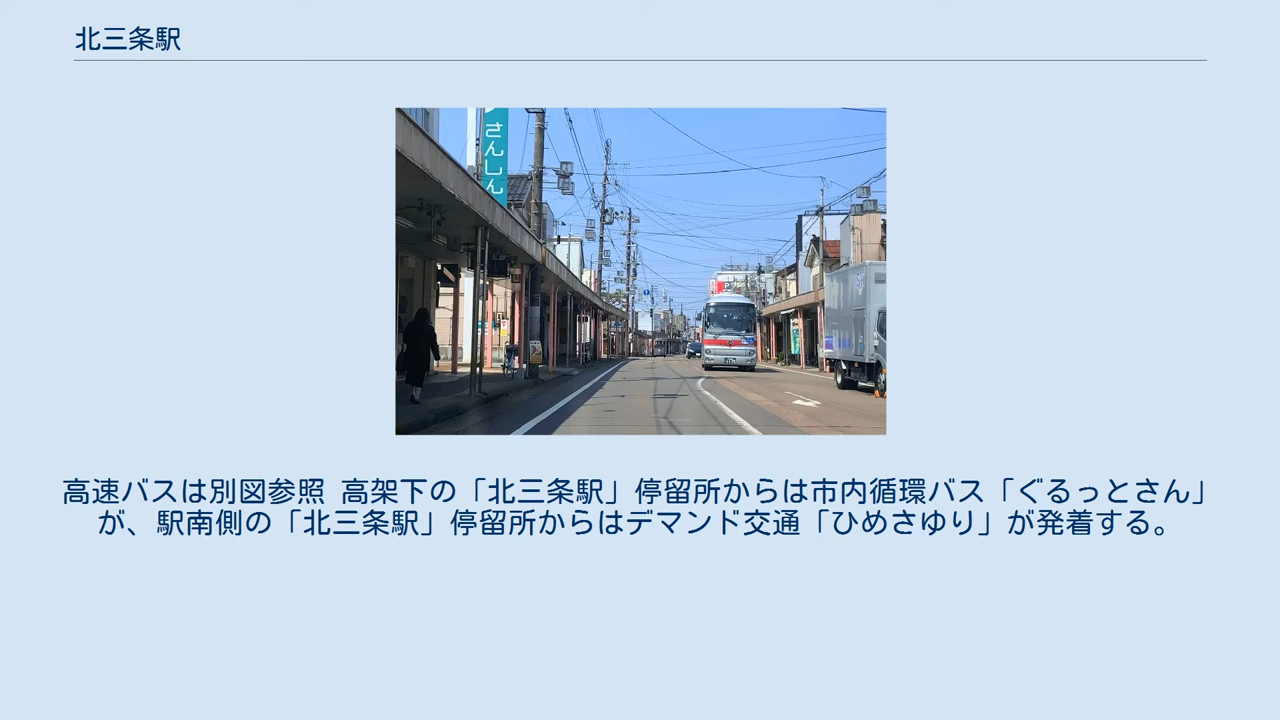 北三条駅
さんしん
高速バスは別図参照 高架下の「北三条駅」停留所からは市内循環バス「ぐるっとさん」
が、駅南側の「北三条駅」停留所からはデマンド交通「ひめさゆり」が発着する。